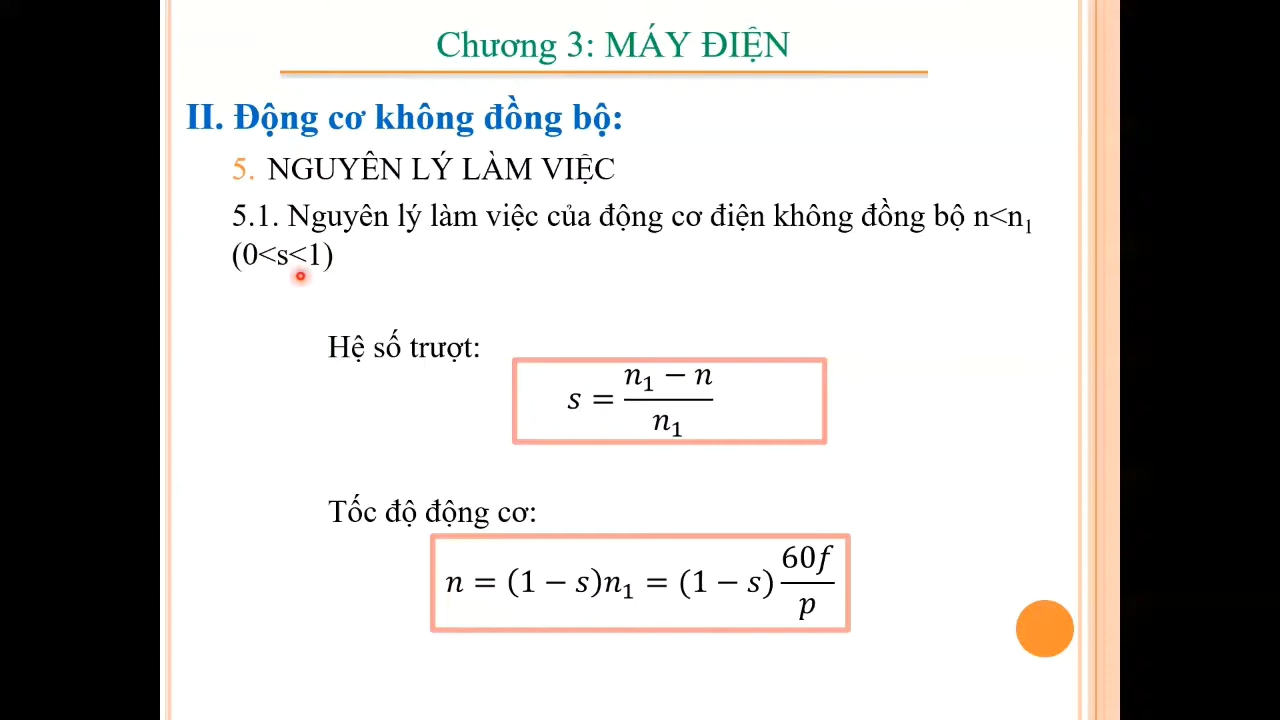 Chương 3: MÁY ĐIỆN
II. Động cơ không đồng bộ:
5. NGUYÊN LÝ LÀM VIỆC
5.1. Nguyên lý làm việc của động cơ điện không đồng bộ n<n₁
(0<s<1)
Hệ số trượt:
s = (n₁ − n)/n₁
Tốc độ động cơ:
n = (1 − s)n₁ = (1 − s) 60f/p